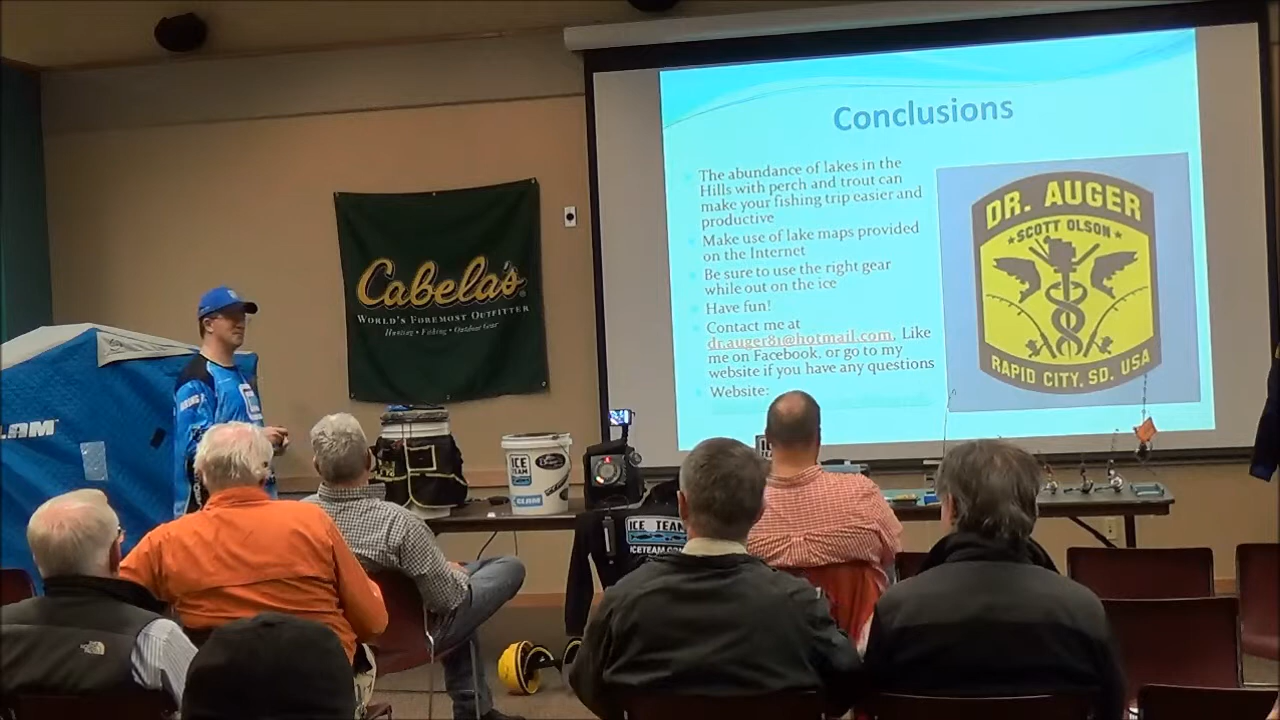 Conclusions
The abundance of lakes in the
Hills with perch and trout can
make your fishing trip easier and
productive
Make use of lake maps provided
on the Internet
Be sure to use the right gear
while out on the ice
Have fun!
Contact me at
dr.auger81@hotmail.com. Like
me on Facebook, or go to my
website if you have any questions
Website:
DR. AUGER
SCOTT OLSON
RAPID CITY, SD. USA
Cabela's
WORLD'S FOREMOST OUTFITTER
Hunting • Fishing • Outdoor Gear
ICE
TEAM
CLAM
ICE TEAM
ICETEAM.COM